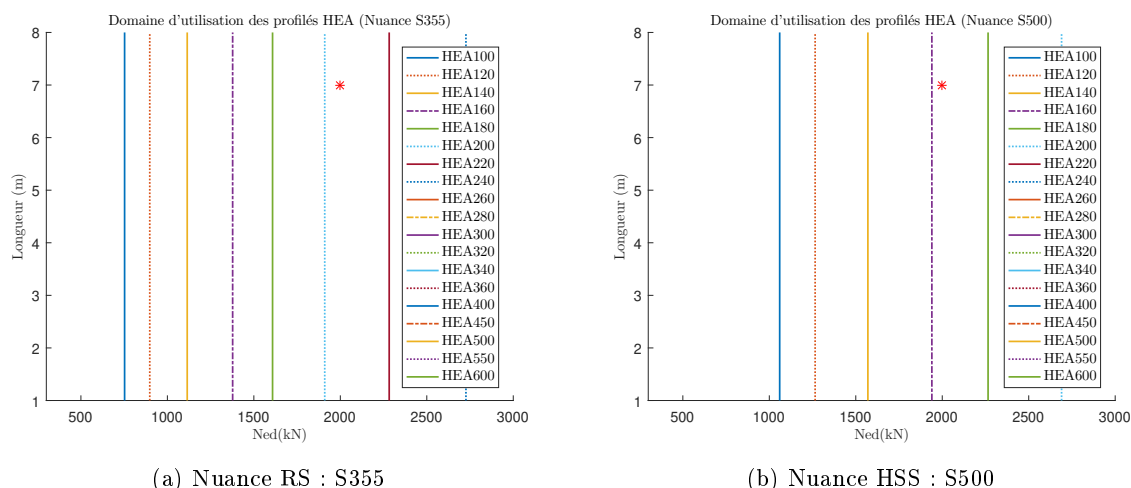 Domaine d'utilisation des profilés HEA (Nuance S355)
8
7
6
5
4
3
2
1
Longueur (m)
500
1000
1500
2000
2500
3000
Ned(kN)
HEA100
HEA120
HEA140
HEA160
HEA180
HEA200
HEA220
HEA240
HEA260
HEA280
HEA300
HEA320
HEA340
HEA360
HEA400
HEA450
HEA500
HEA550
HEA600
(a) Nuance RS : S355
Domaine d'utilisation des profilés HEA (Nuance S500)
8
7
6
5
4
3
2
1
Longueur (m)
500
1000
1500
2000
2500
3000
Ned(kN)
HEA100
HEA120
HEA140
HEA160
HEA180
HEA200
HEA220
HEA240
HEA260
HEA280
HEA300
HEA320
HEA340
HEA360
HEA400
HEA450
HEA500
HEA550
HEA600
(b) Nuance HSS : S500